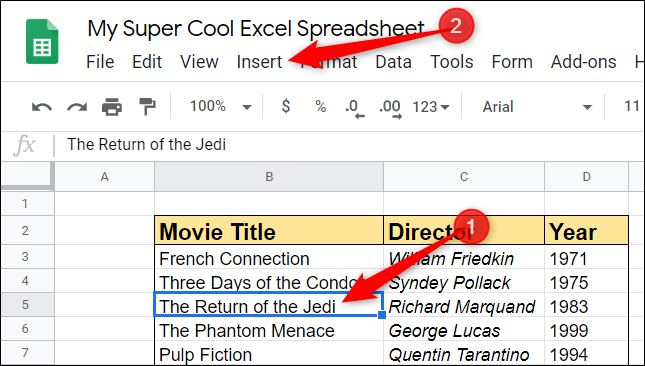 My Super Cool Excel Spreadsheet 2
File Edit View Insert Format Data Tools Form Add-ons H
100% $ % .0 .00 123 Arial 11
fx The Return of the Jedi
A B C D
1
2 Movie Title Director Year 1
3 French Connection William Friedkin 1971
4 Three Days of the Condo Syndey Pollack 1975
5 The Return of the Jedi Richard Marquand 1983
6 The Phantom Menace George Lucas 1999
7 Pulp Fiction Quentin Tarantino 1994